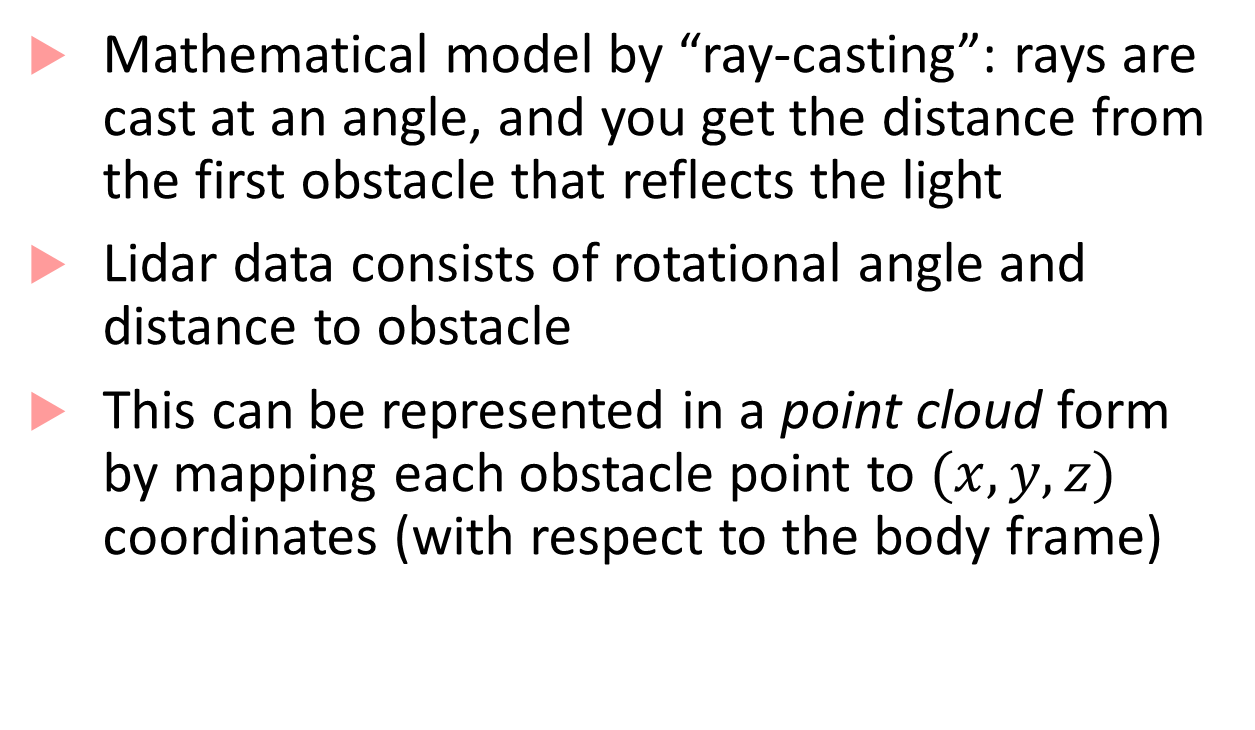 Mathematical model by “ray-casting”: rays are
cast at an angle, and you get the distance from
the first obstacle that reflects the light
Lidar data consists of rotational angle and
distance to obstacle
This can be represented in a point cloud form
by mapping each obstacle point to (x, y, z)
coordinates (with respect to the body frame)